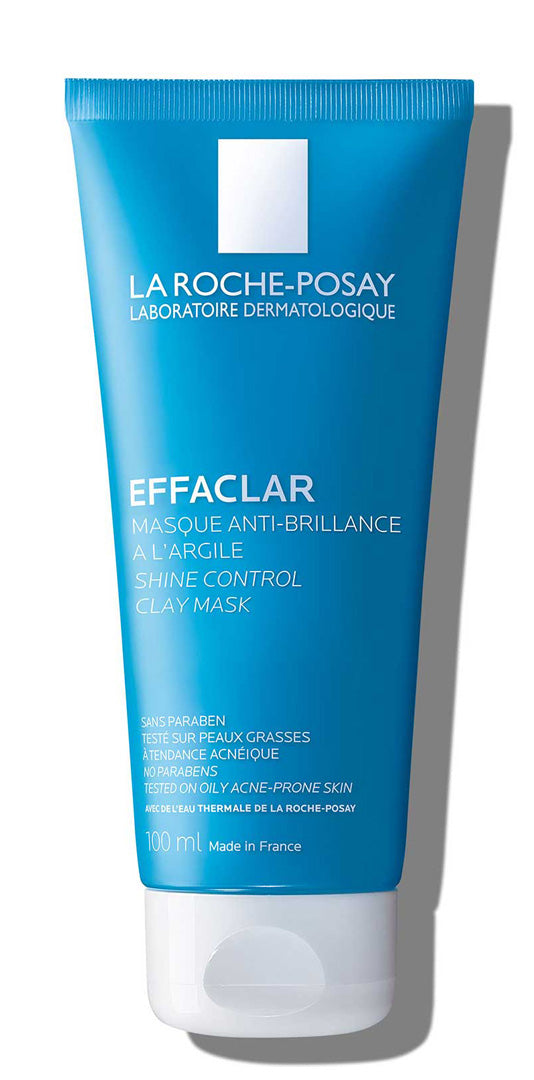 LA ROCHE-POSAY
LABORATOIRE DERMATOLOGIQUE
EFFACLAR
MASQUE ANTI-BRILLANCE
A L'ARGILE
SHINE CONTROL
CLAY MASK
SANS PARABEN
TESTÉ SUR PEAUX GRASSES
À TENDANCE ACNÉIQUE
NO PARABENS
TESTED ON OILY ACNE-PRONE SKIN
AVEC DE L'EAU THERMALE DE LA ROCHE-POSAY
100 ml Made in France